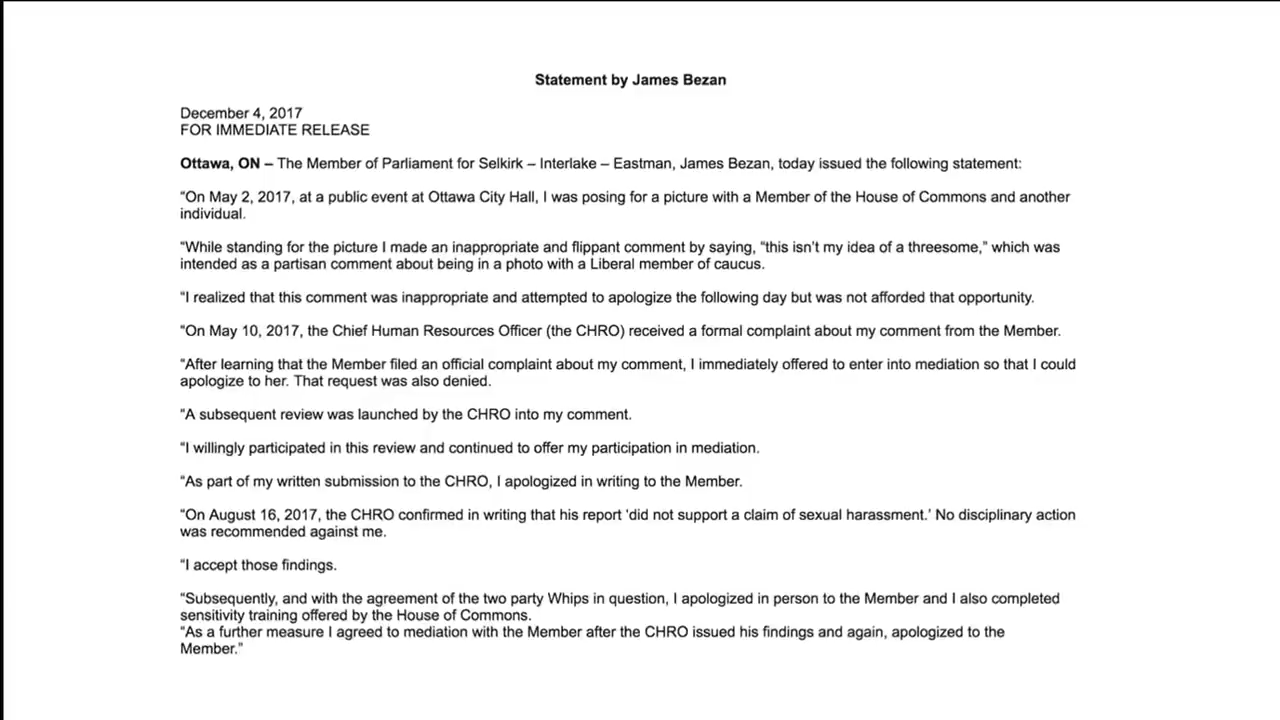 Statement by James Bezan
December 4, 2017
FOR IMMEDIATE RELEASE
Ottawa, ON – The Member of Parliament for Selkirk – Interlake – Eastman, James Bezan, today issued the following statement:
“On May 2, 2017, at a public event at Ottawa City Hall, I was posing for a picture with a Member of the House of Commons and another
individual.
“While standing for the picture I made an inappropriate and flippant comment by saying, “this isn’t my idea of a threesome,” which was
intended as a partisan comment about being in a photo with a Liberal member of caucus.
“I realized that this comment was inappropriate and attempted to apologize the following day but was not afforded that opportunity.
“On May 10, 2017, the Chief Human Resources Officer (the CHRO) received a formal complaint about my comment from the Member.
“After learning that the Member filed an official complaint about my comment, I immediately offered to enter into mediation so that I could
apologize to her. That request was also denied.
“A subsequent review was launched by the CHRO into my comment.
“I willingly participated in this review and continued to offer my participation in mediation.
“As part of my written submission to the CHRO, I apologized in writing to the Member.
“On August 16, 2017, the CHRO confirmed in writing that his report ‘did not support a claim of sexual harassment.’ No disciplinary action
was recommended against me.
“I accept those findings.
“Subsequently, and with the agreement of the two party Whips in question, I apologized in person to the Member and I also completed
sensitivity training offered by the House of Commons.
“As a further measure I agreed to mediation with the Member after the CHRO issued his findings and again, apologized to the
Member.”